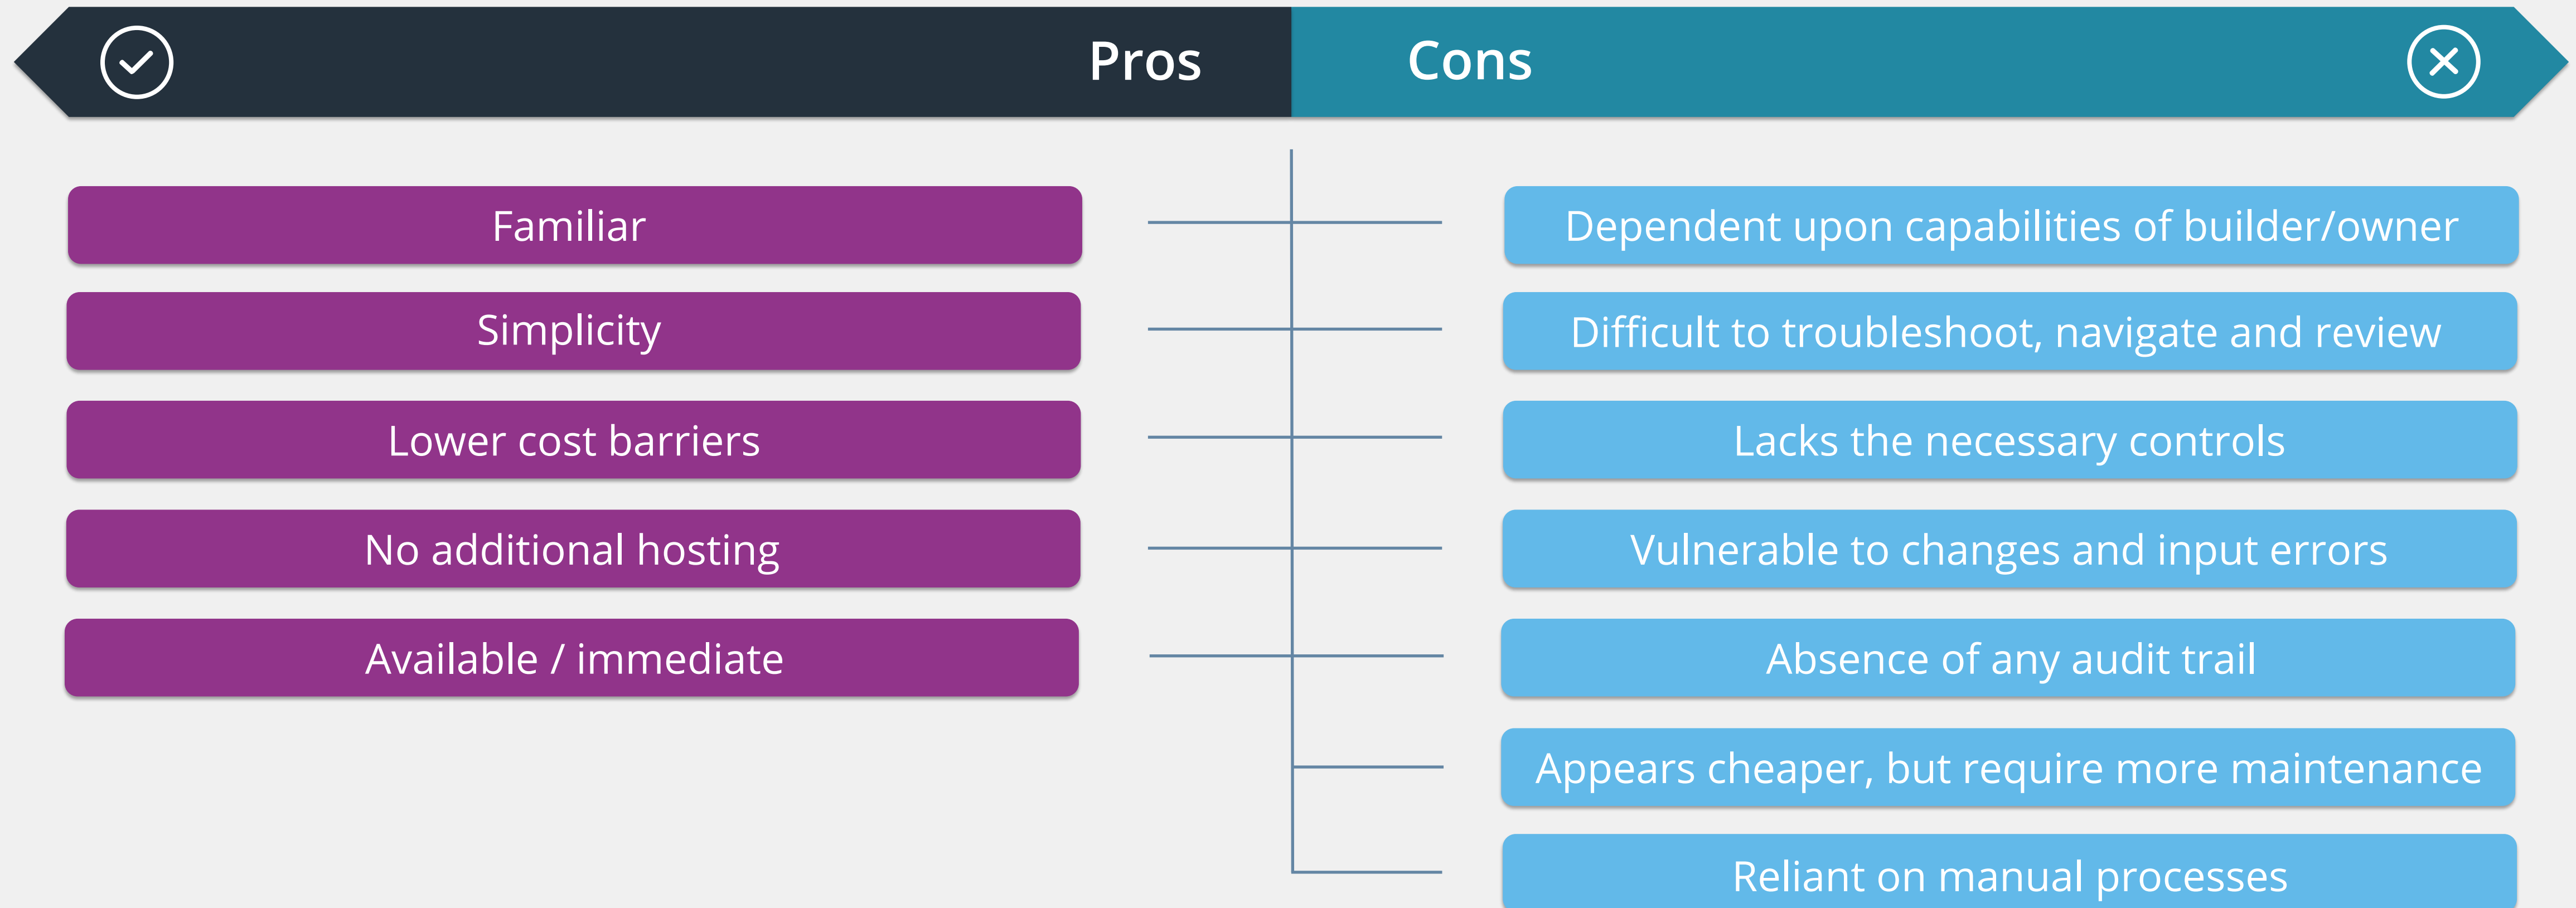 Pros
Cons
Familiar
Dependent upon capabilities of builder/owner
Simplicity
Difficult to troubleshoot, navigate and review
Lower cost barriers
Lacks the necessary controls
No additional hosting
Vulnerable to changes and input errors
Available / immediate
Absence of any audit trail
Appears cheaper, but require more maintenance
Reliant on manual processes